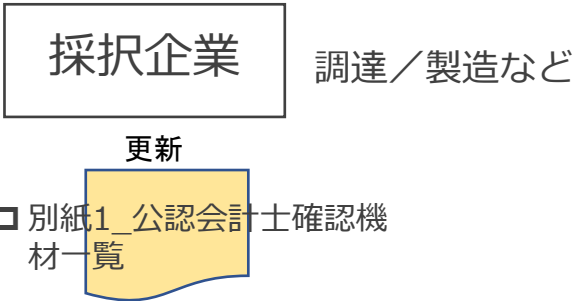 採択企業
調達／製造など
更新
別紙1_公認会計士確認機
材一覧